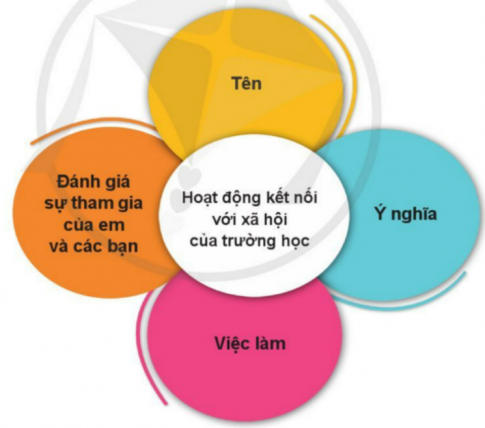 Tên
Đánh giá
sự tham gia
của em
và các bạn
Hoạt động kết nối
với xã hội
của trường học
Ý nghĩa
Việc làm